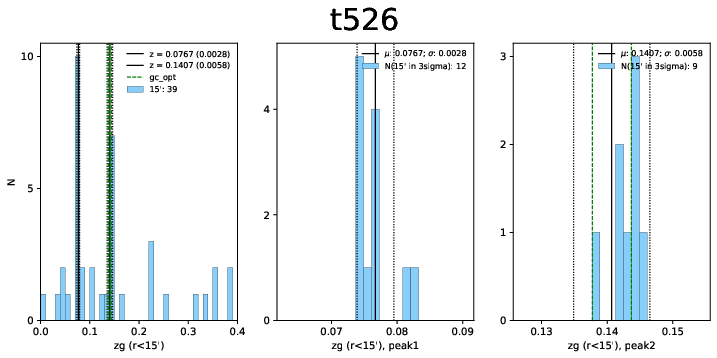 t526
z = 0.0767 (0.0028)
z = 0.1407 (0.0058)
gc_opt
15': 39
N
10
5
0
0.0 0.1 0.2 0.3 0.4
zg (r<15')
μ: 0.0767; σ: 0.0028
N(15' in 3sigma): 12
4
2
0
0.07 0.08 0.09
zg (r<15'), peak1
μ: 0.1407; σ: 0.0058
N(15' in 3sigma): 9
3
2
1
0
0.13 0.14 0.15
zg (r<15'), peak2